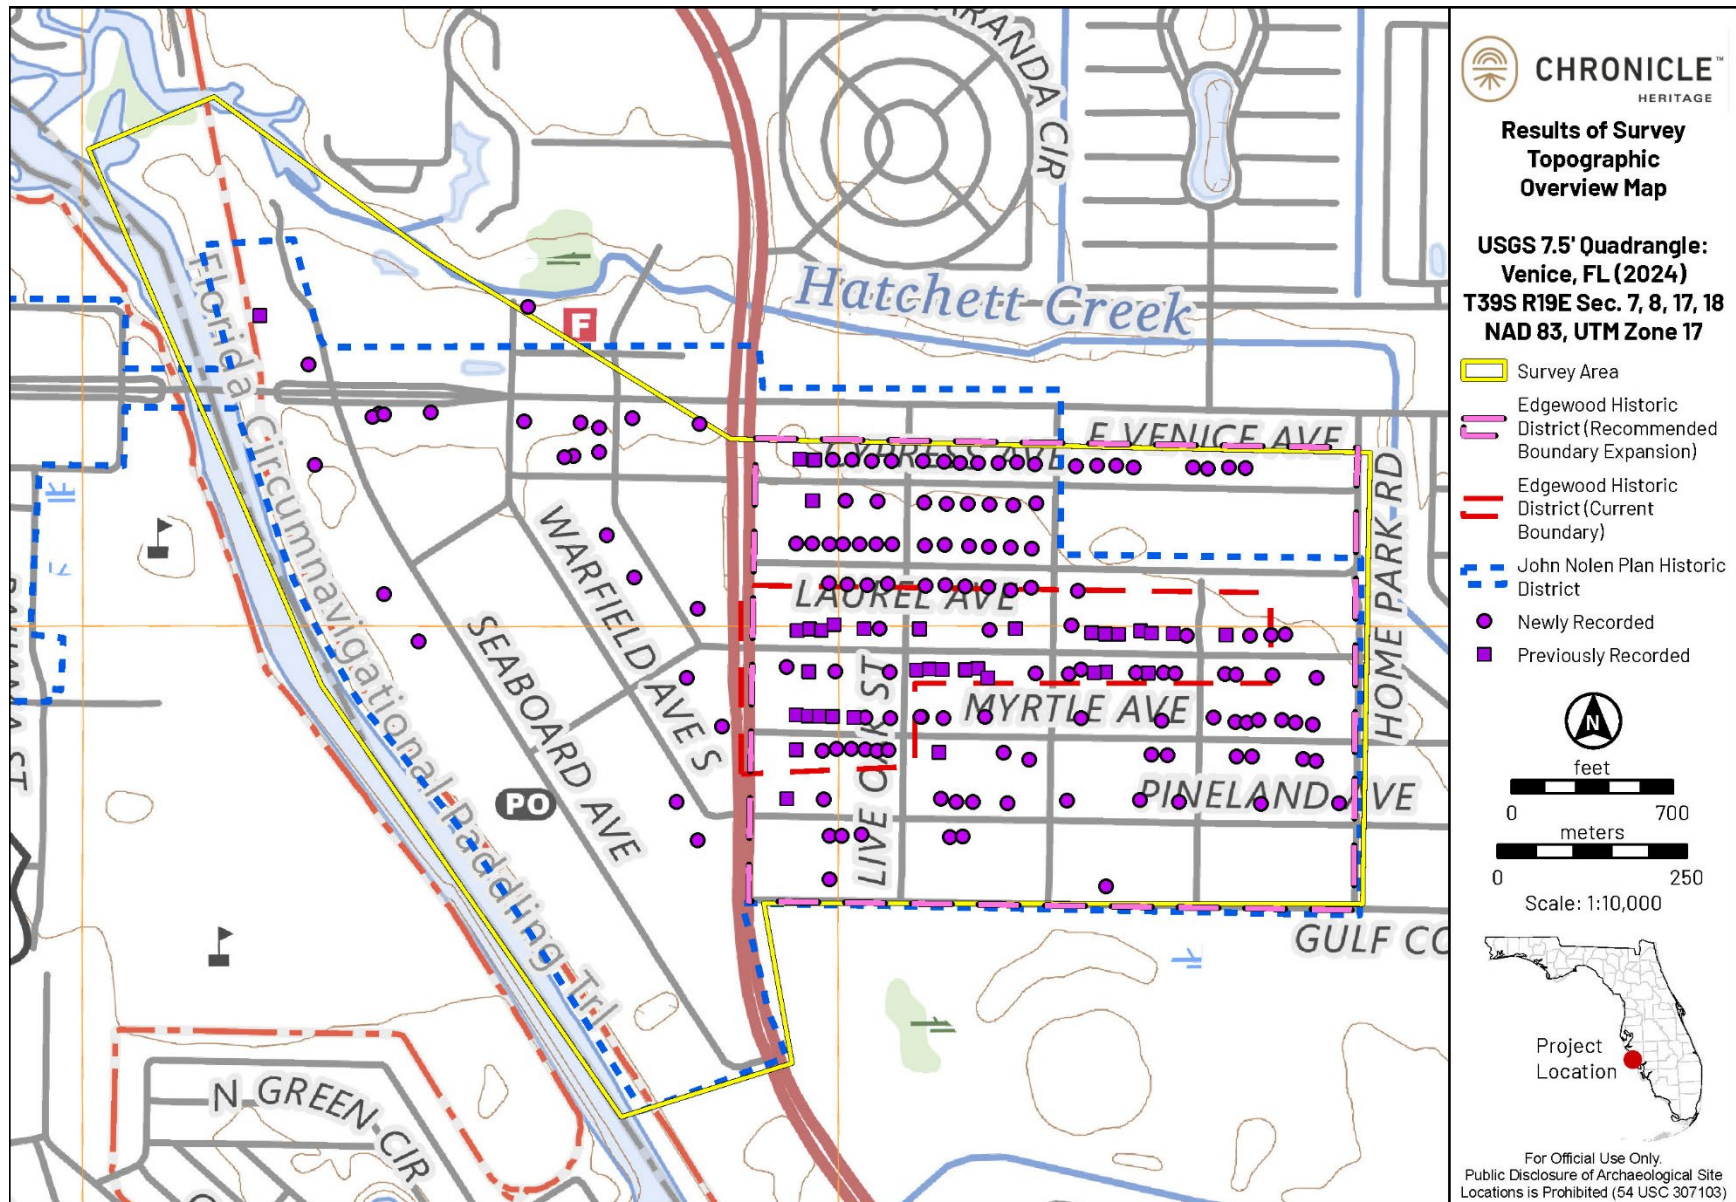 ARANDA CIR
Hatchett Creek
F
E VENICE AVE
CYPRESS AVE
Florida Circumnavigational Paddling Trl
WARFIELD AVE S
LAUREL AVE
HOME PARK RD
SEABOARD AVE
LIVE OAK ST
MYRTLE AVE
PO
PINELAND AVE
GULF CO
N GREEN CIR
CHRONICLE™
HERITAGE
Results of Survey
Topographic
Overview Map
USGS 7.5' Quadrangle:
Venice, FL (2024)
T39S R19E Sec. 7, 8, 17, 18
NAD 83, UTM Zone 17
Survey Area
Edgewood Historic
District (Recommended
Boundary Expansion)
Edgewood Historic
District (Current
Boundary)
John Nolen Plan Historic
District
Newly Recorded
Previously Recorded
N
feet
0 700
meters
0 250
Scale: 1:10,000
Project
Location
For Official Use Only.
Public Disclosure of Archaeological Site
Locations is Prohibited (54 USC 307103)